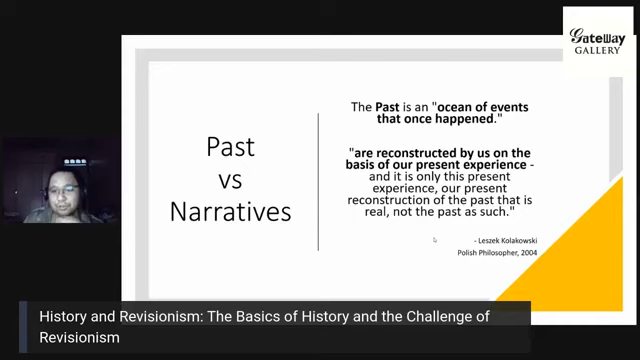 GateWay
GALLERY
Past
vs
Narratives
The Past is an "ocean of events
that once happened."
"are reconstructed by us on the
basis of our present experience -
and it is only this present
experience, our present
reconstruction of the past that is
real, not the past as such."
- Leszek Kolakowski
Polish Philosopher, 2004
History and Revisionism: The Basics of History and the Challenge of
Revisionism